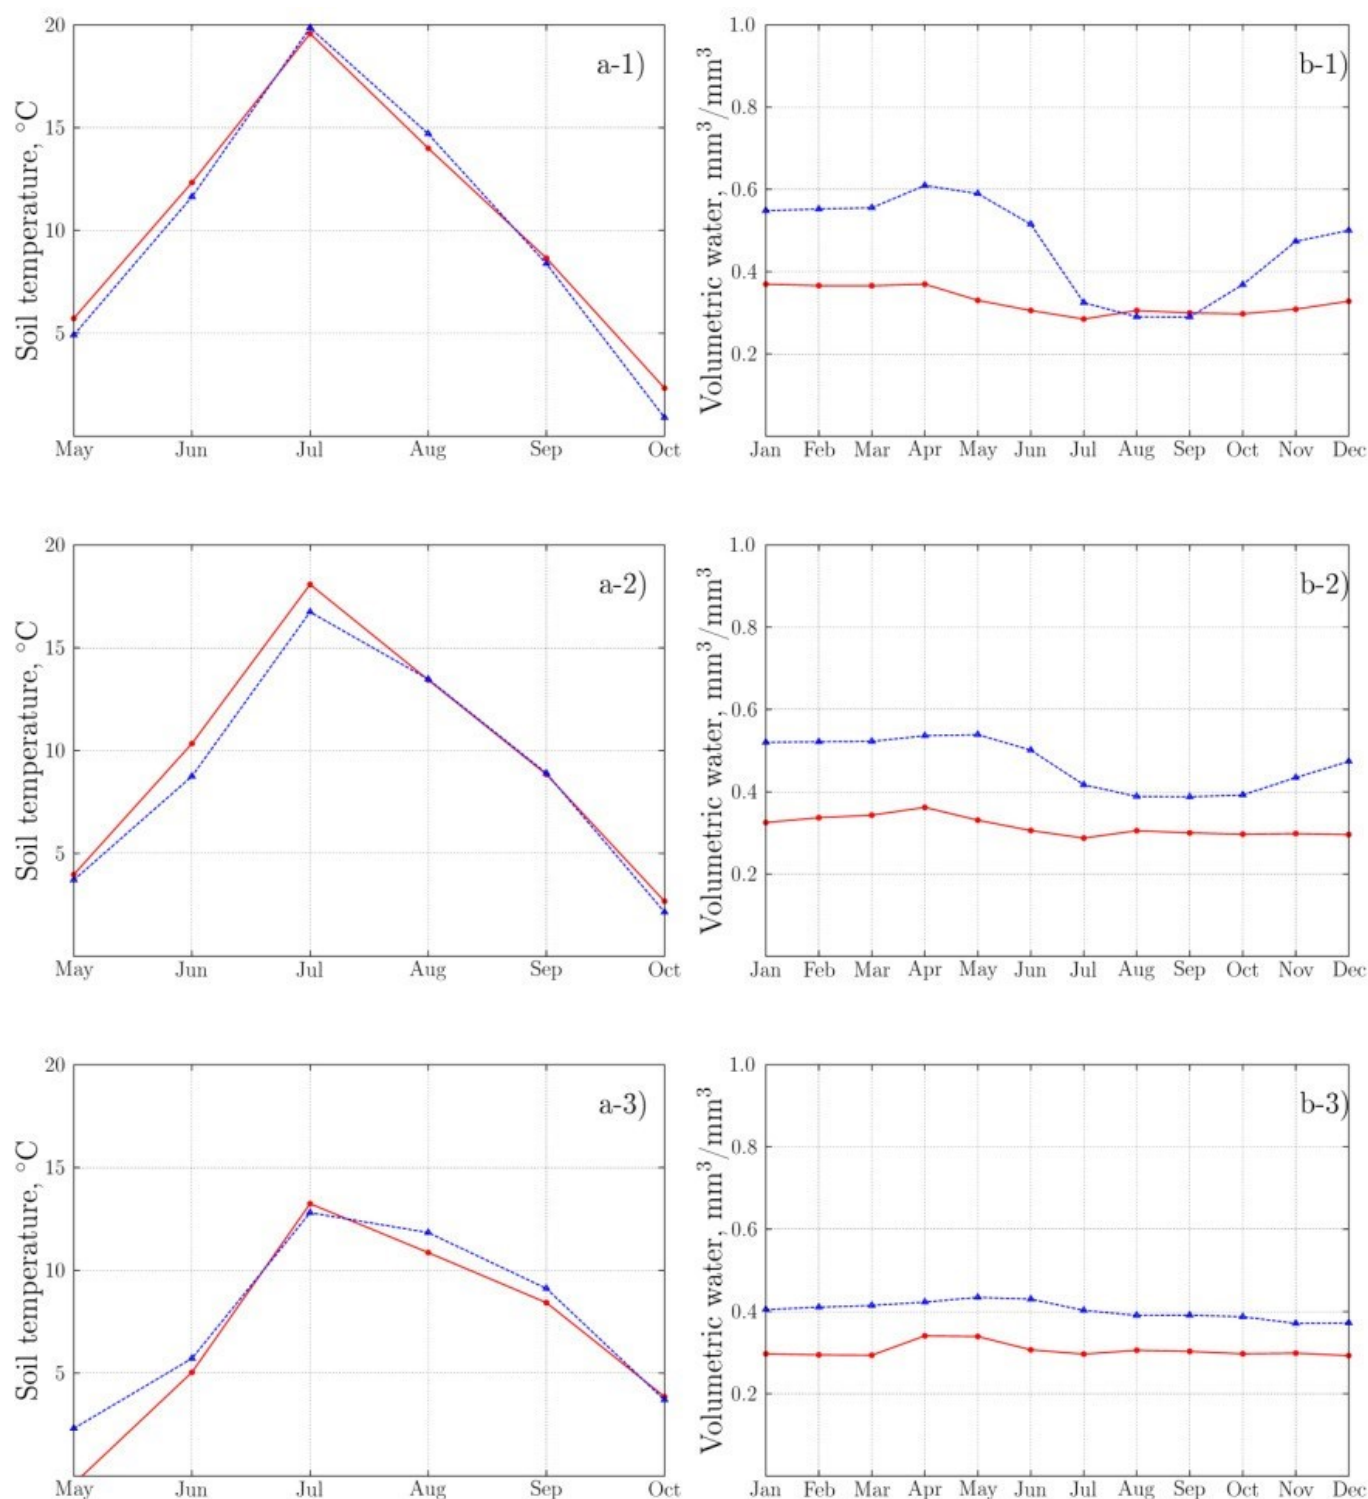 20
15
10
5
Soil temperature, °C
a-1)
May Jun Jul Aug Sep Oct
1.0
0.8
0.6
0.4
0.2
Volumetric water, mm³/mm³
b-1)
Jan Feb Mar Apr May Jun Jul Aug Sep Oct Nov Dec
20
15
10
5
Soil temperature, °C
a-2)
May Jun Jul Aug Sep Oct
1.0
0.8
0.6
0.4
0.2
Volumetric water, mm³/mm³
b-2)
Jan Feb Mar Apr May Jun Jul Aug Sep Oct Nov Dec
20
15
10
5
Soil temperature, °C
a-3)
May Jun Jul Aug Sep Oct
1.0
0.8
0.6
0.4
0.2
Volumetric water, mm³/mm³
b-3)
Jan Feb Mar Apr May Jun Jul Aug Sep Oct Nov Dec